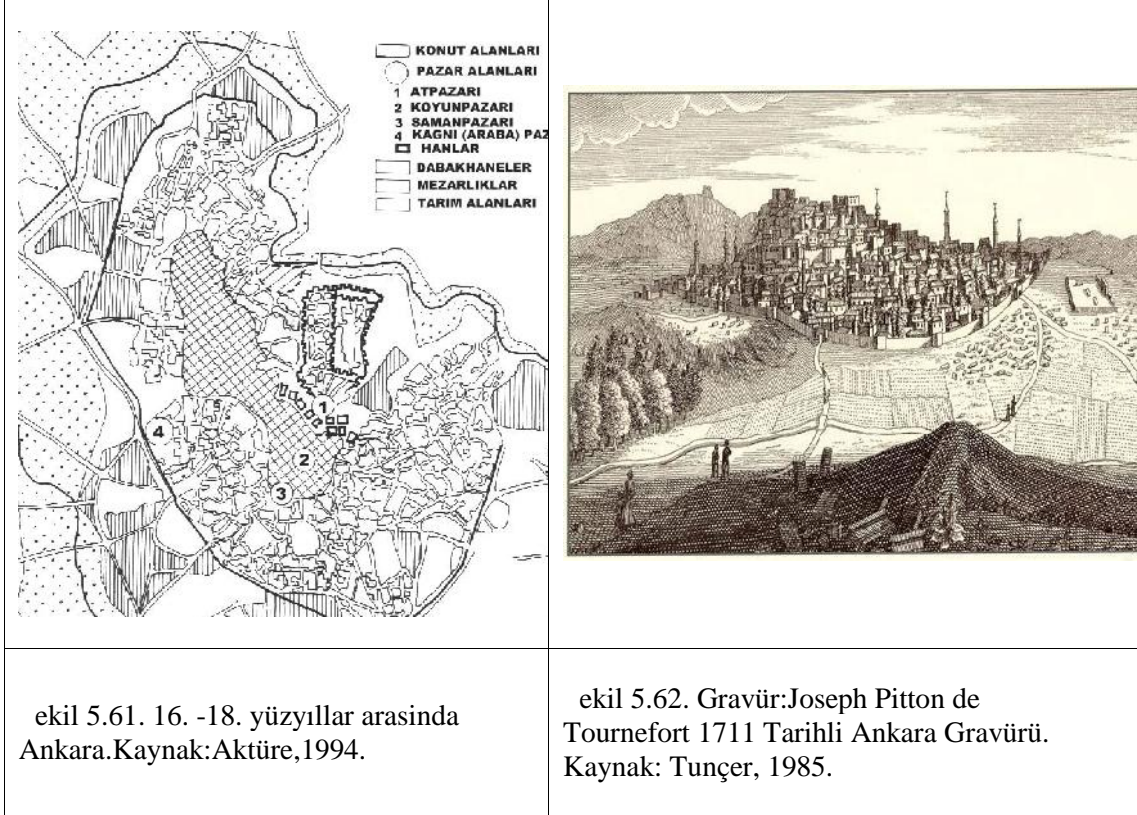 KONUT ALANLARI
PAZAR ALANLARI
1 ATPAZARI
2 KOYUNPAZARI
3 SAMANPAZARI
4 KAGNI (ARABA) PAZ
HANLAR
DABAKHANELER
MEZARLIKLAR
TARIM ALANLARI
1
4
2
3
ekil 5.61. 16. -18. yüzyıllar arasinda
Ankara.Kaynak:Aktüre,1994.
ekil 5.62. Gravür:Joseph Pitton de
Tournefort 1711 Tarihli Ankara Gravürü.
Kaynak: Tunçer, 1985.